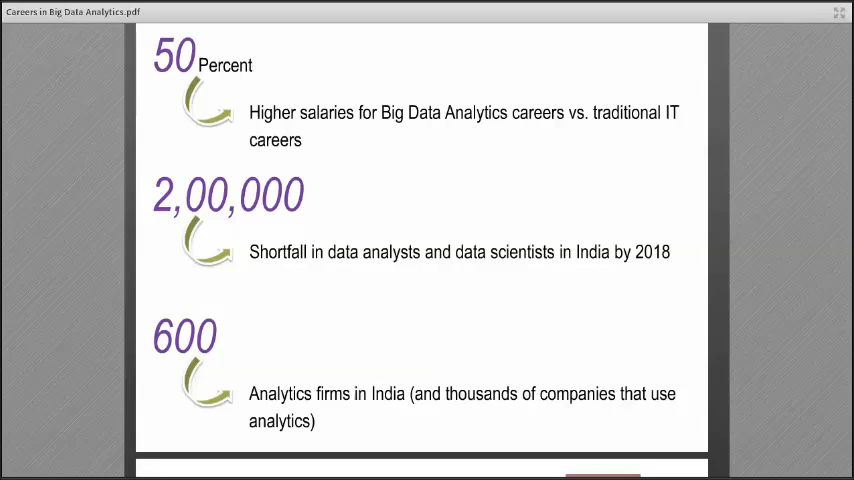 Careers in Big Data Analytics.pdf
50 Percent
Higher salaries for Big Data Analytics careers vs. traditional IT
careers
2,00,000
Shortfall in data analysts and data scientists in India by 2018
600
Analytics firms in India (and thousands of companies that use
analytics)